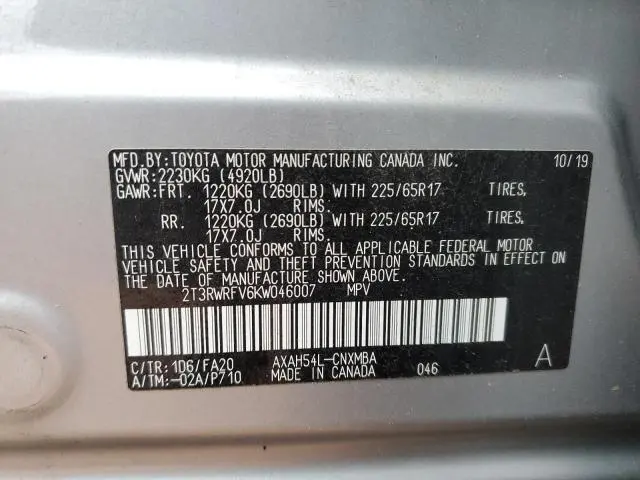 MFD.BY:TOYOTA MOTOR MANUFACTURING CANADA INC. 10/19
GVWR:2230KG (4920LB)
GAWR:FRT. 1220KG (2690LB) WITH 225/65R17 TIRES,
17X7.0J RIMS.
RR. 1220KG (2690LB) WITH 225/65R17 TIRES,
17X7.0J RIMS.
THIS VEHICLE CONFORMS TO ALL APPLICABLE FEDERAL MOTOR
VEHICLE SAFETY AND THEFT PREVENTION STANDARDS IN EFFECT ON
THE DATE OF MANUFACTURE SHOWN ABOVE.
2T3RWRFV6KW046007 MPV
C/TR:1D6/FA20 AXAH54L-CNXMBA A
A/TM:-02A/P710 MADE IN CANADA 046